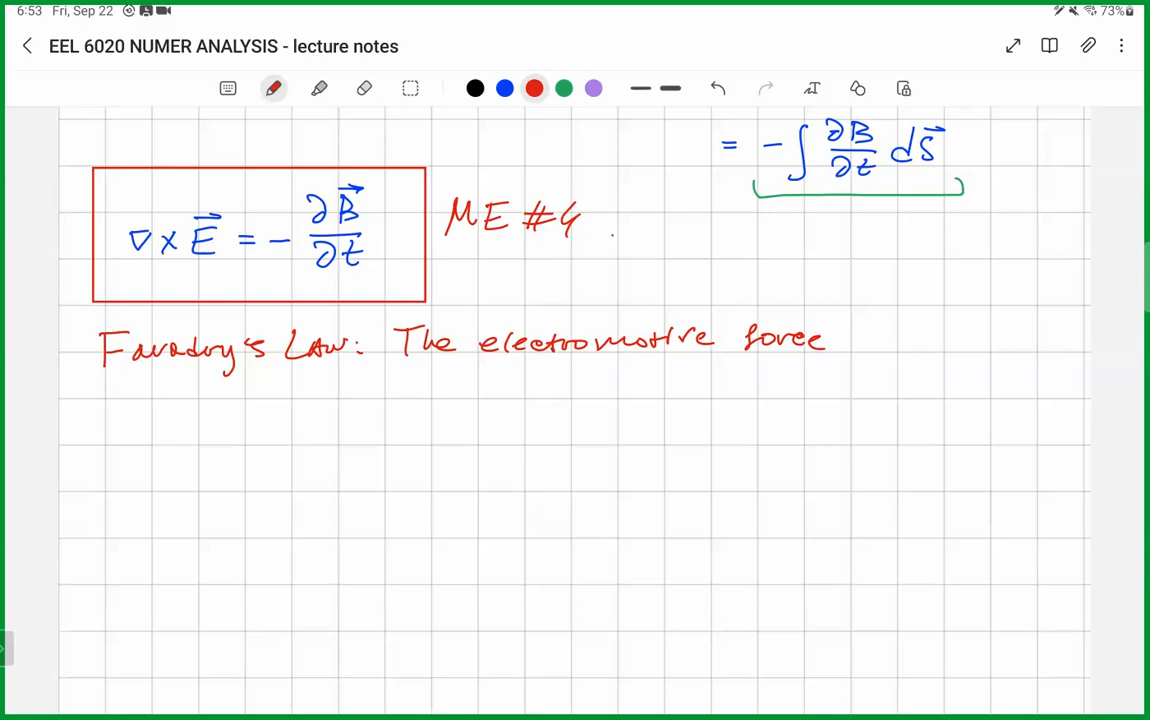 6:53 Fri, Sep 22
73%
EEL 6020 NUMER ANALYSIS - lecture notes
= - ∫ ∂B/∂t d𝑠⃗
∇ x E⃗ = - ∂B⃗/∂t
ME #4
Faraday's Law: The electromotive force